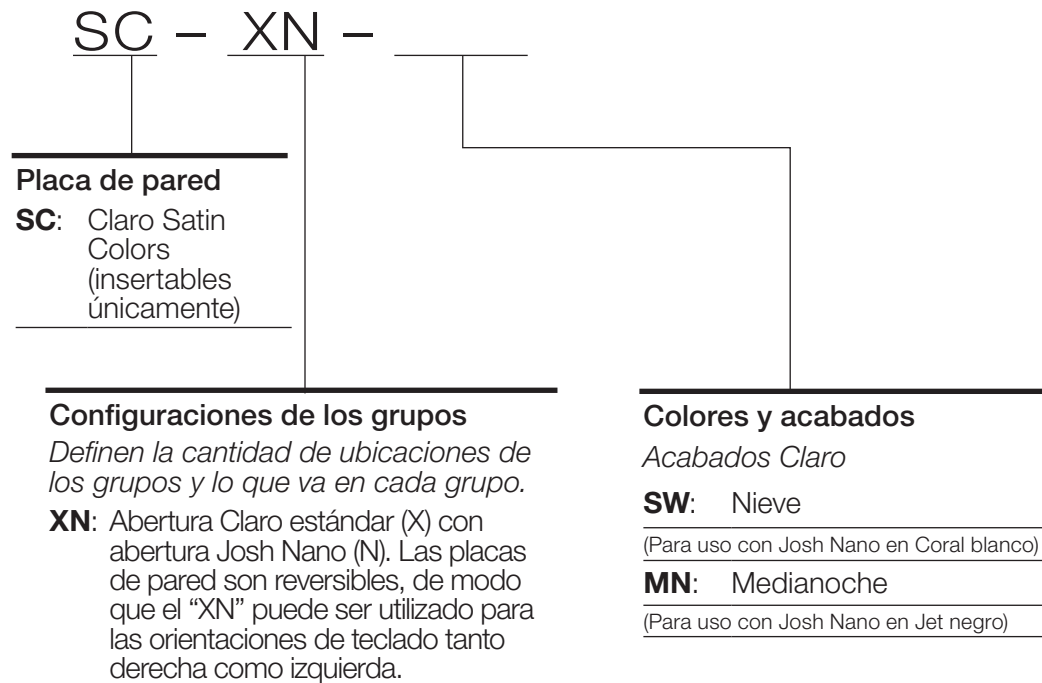 SC – XN –
Placa de pared
SC: Claro Satin
Colors
(insertables
únicamente)
Configuraciones de los grupos
Definen la cantidad de ubicaciones de
los grupos y lo que va en cada grupo.
XN: Abertura Claro estándar (X) con
abertura Josh Nano (N). Las placas
de pared son reversibles, de modo
que el “XN” puede ser utilizado para
las orientaciones de teclado tanto
derecha como izquierda.
Colores y acabados
Acabados Claro
SW: Nieve
(Para uso con Josh Nano en Coral blanco)
MN: Medianoche
(Para uso con Josh Nano en Jet negro)